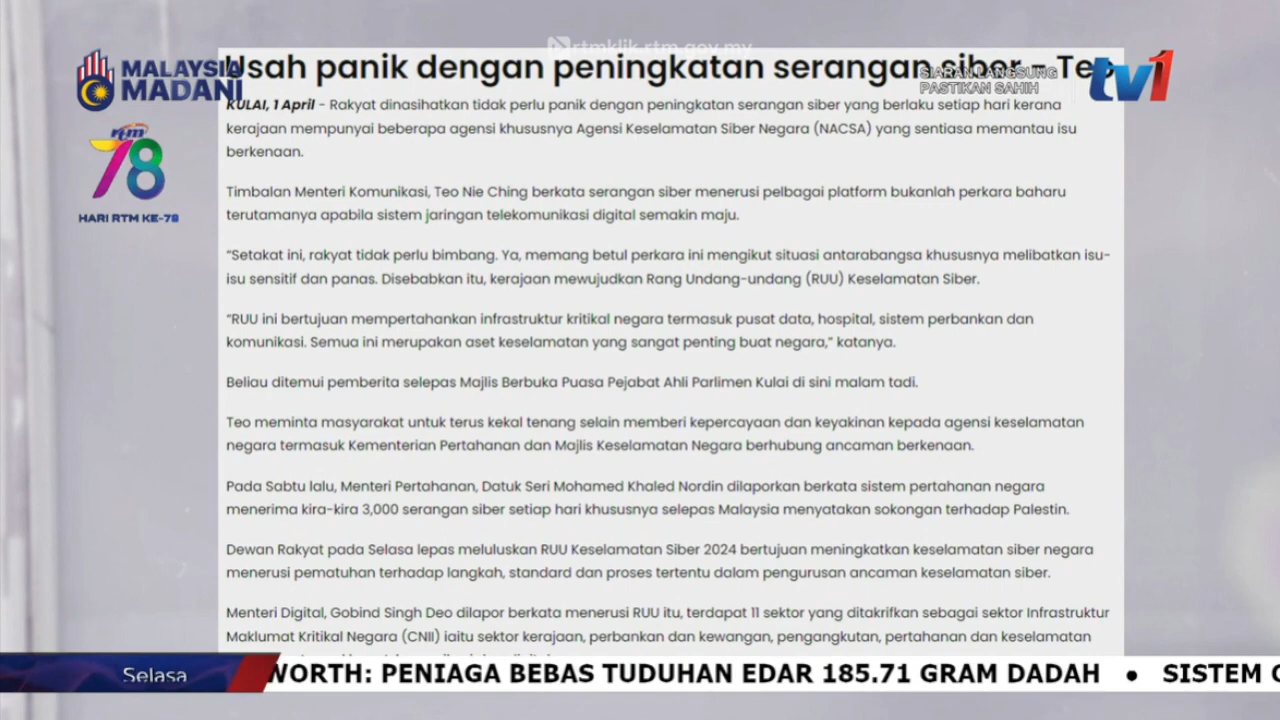 rtmklik.rtm.gov.my
MALAYSIA
MADANI
rtm
78
HARI RTM KE-78
SIARAN LANGSUNG
PASTIKAN SAHIH
tv1
Usah panik dengan peningkatan serangan siber - Teo
KULAI, 1 April - Rakyat dinasihatkan tidak perlu panik dengan peningkatan serangan siber yang berlaku setiap hari kerana
kerajaan mempunyai beberapa agensi khususnya Agensi Keselamatan Siber Negara (NACSA) yang sentiasa memantau isu
berkenaan.
Timbalan Menteri Komunikasi, Teo Nie Ching berkata serangan siber menerusi pelbagai platform bukanlah perkara baharu
terutamanya apabila sistem jaringan telekomunikasi digital semakin maju.
“Setakat ini, rakyat tidak perlu bimbang. Ya, memang betul perkara ini mengikut situasi antarabangsa khususnya melibatkan isu-
isu sensitif dan panas. Disebabkan itu, kerajaan mewujudkan Rang Undang-undang (RUU) Keselamatan Siber.
“RUU ini bertujuan mempertahankan infrastruktur kritikal negara termasuk pusat data, hospital, sistem perbankan dan
komunikasi. Semua ini merupakan aset keselamatan yang sangat penting buat negara,” katanya.
Beliau ditemui pemberita selepas Majlis Berbuka Puasa Pejabat Ahli Parlimen Kulai di sini malam tadi.
Teo meminta masyarakat untuk terus kekal tenang selain memberi kepercayaan dan keyakinan kepada agensi keselamatan
negara termasuk Kementerian Pertahanan dan Majlis Keselamatan Negara berhubung ancaman berkenaan.
Pada Sabtu lalu, Menteri Pertahanan, Datuk Seri Mohamed Khaled Nordin dilaporkan berkata sistem pertahanan negara
menerima kira-kira 3,000 serangan siber setiap hari khususnya selepas Malaysia menyatakan sokongan terhadap Palestin.
Dewan Rakyat pada Selasa lepas meluluskan RUU Keselamatan Siber 2024 bertujuan meningkatkan keselamatan siber negara
menerusi pematuhan terhadap langkah, standard dan proses tertentu dalam pengurusan ancaman keselamatan siber.
Menteri Digital, Gobind Singh Deo dilapor berkata menerusi RUU itu, terdapat 11 sektor yang ditakrifkan sebagai sektor Infrastruktur
Maklumat Kritikal Negara (CNII) iaitu sektor kerajaan, perbankan dan kewangan, pengangkutan, pertahanan dan keselamatan
Selasa
WORTH: PENIAGA BEBAS TUDUHAN EDAR 185.71 GRAM DADAH • SISTEM